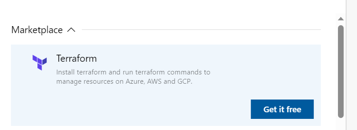 Marketplace
Terraform
Install terraform and run terraform commands to
manage resources on Azure, AWS and GCP.
Get it free